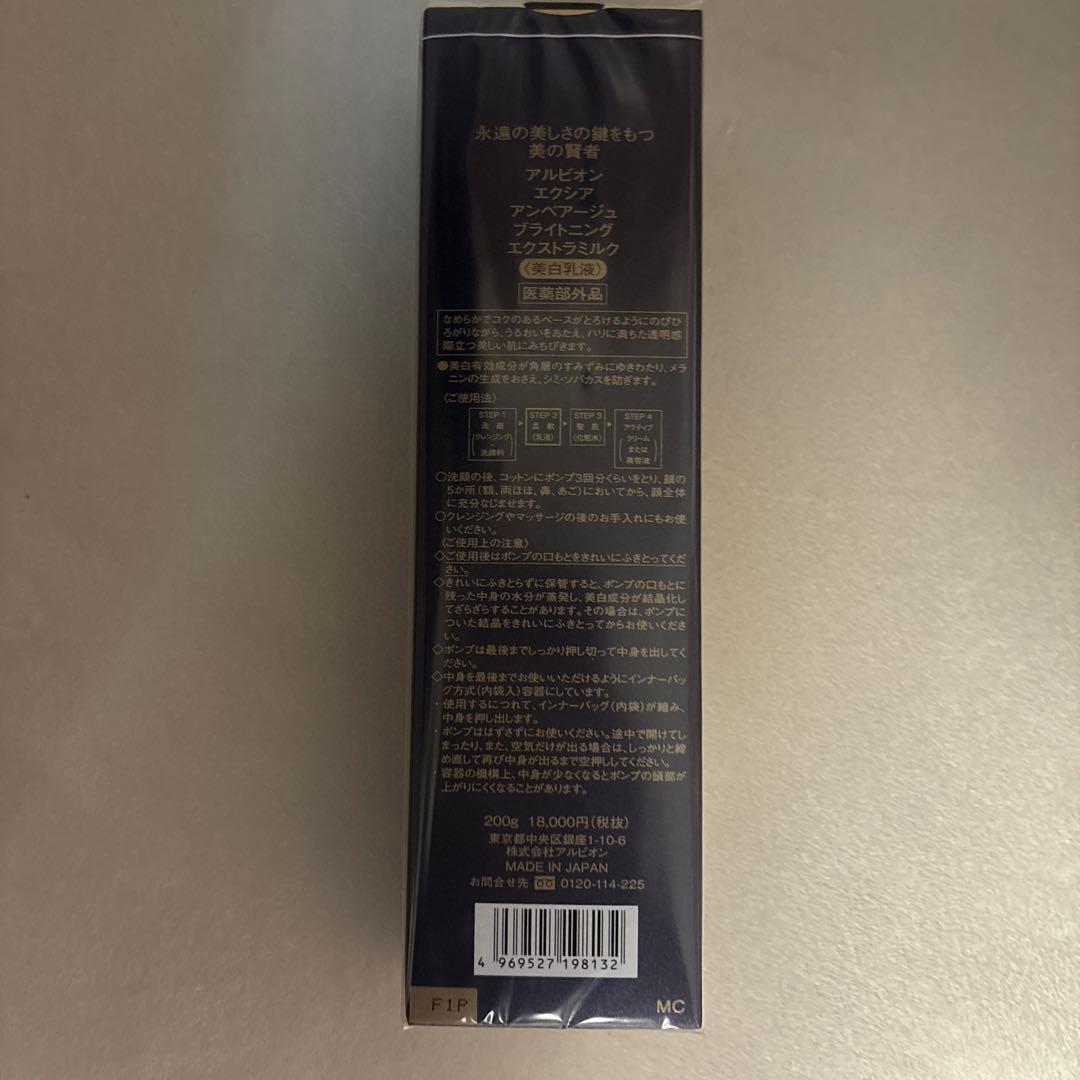 永遠の美しさの鍵をもつ
美の賢者
アルビオン
エクシア
アンベアージュ
ブライトニング
エクストラミルク
〈美白乳液〉
医薬部外品
なめらかでコクのあるベースがとろけるようにのびひ
ろがりながら、うるおいをあたえ、ハリに満ちた透明感
際立つ美しい肌にみちびきます。
●美白有効成分が角層のすみずみにゆきわたり、メラ
ニンの生成をおさえ、シミ・ソバカスを防ぎます。
〈ご使用法〉
STEP 1
洗顔
(クレンジング・
洗顔料)
STEP 2
柔軟
(乳液)
STEP 3
整肌
(化粧水)
STEP 4
アクティブ
(クリーム
または
美容液)
○洗顔の後、コットンにポンプ3回分くらいをとり、顔の
5か所(額、両ほほ、鼻、あご)においてから、顔全体
に充分なじませます。
○クレンジングやマッサージの後のお手入れにもお使
いください。
〈ご使用上の注意〉
◇ご使用後はポンプの口もとをきれいにふきとってくだ
さい。
◇きれいにふきとらずに保管すると、ポンプの口もとに
残った中身の水分が蒸発し、美白成分が結晶化し
てざらざらすることがあります。その場合は、ポンプに
ついた結晶をきれいにふきとってからお使いくださ
い。
◇ポンプは最後までしっかり押し切って中身を出してく
ださい。
◇中身を最後までお使いいただけるようにインナーバッ
グ方式(内袋入)容器にしています。
・使用するにつれて、インナーバッグ(内袋)が縮み、
中身を押し出します。
・ポンプははずさずにお使いください。途中で開けてし
まったり、また、空気だけが出る場合は、しっかりと締
め直して再び中身が出るまで空押ししてください。
・容器の機構上、中身が少なくなるとポンプの頭部が
上がりにくくなることがあります。
200g 18,000円(税抜)
東京都中央区銀座1-10-6
株式会社アルビオン
MADE IN JAPAN
お問合せ先 0120-114-225
4 969527 198132
F1P
MC